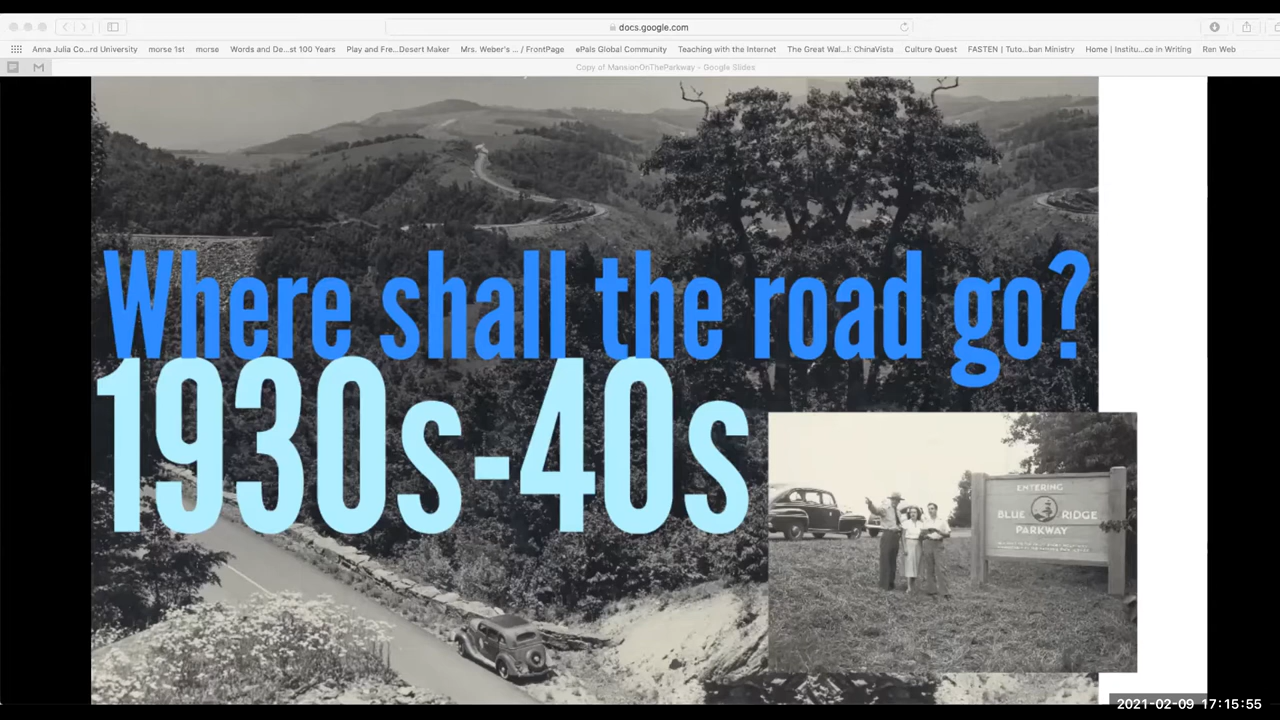 docs.google.com
Anna Julia Co...rd University morse 1st morse Words and De...st 100 Years Play and Fre...Desert Maker Mrs. Weber's ... / FrontPage ePals Global Community Teaching with the Internet The Great Wal...l: ChinaVista Culture Quest FASTEN | Tuto...ban Ministry Home | Institu...ce in Writing Ren Web
Copy of MansionOnTheParkway - Google Slides
Where shall the road go?
1930s-40s
ENTERING
BLUE RIDGE
PARKWAY
2021-02-09 17:15:55